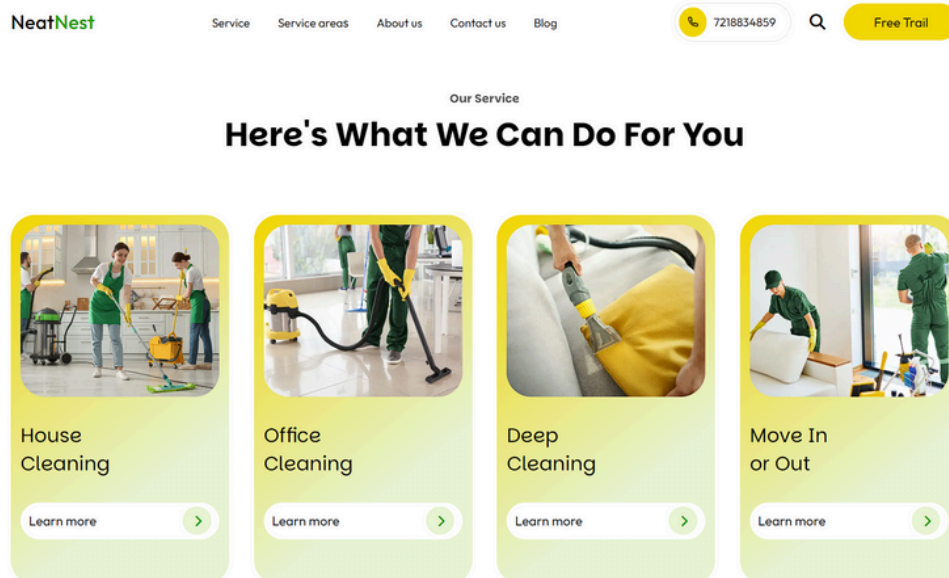 NeatNest
Service Service areas About us Contact us Blog
7218834859
Free Trail
Our Service
Here's What We Can Do For You
House
Cleaning
Learn more
Office
Cleaning
Learn more
Deep
Cleaning
Learn more
Move In
or Out
Learn more